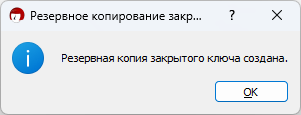 Резервное копирование закр...
Резервная копия закрытого ключа создана.
OK